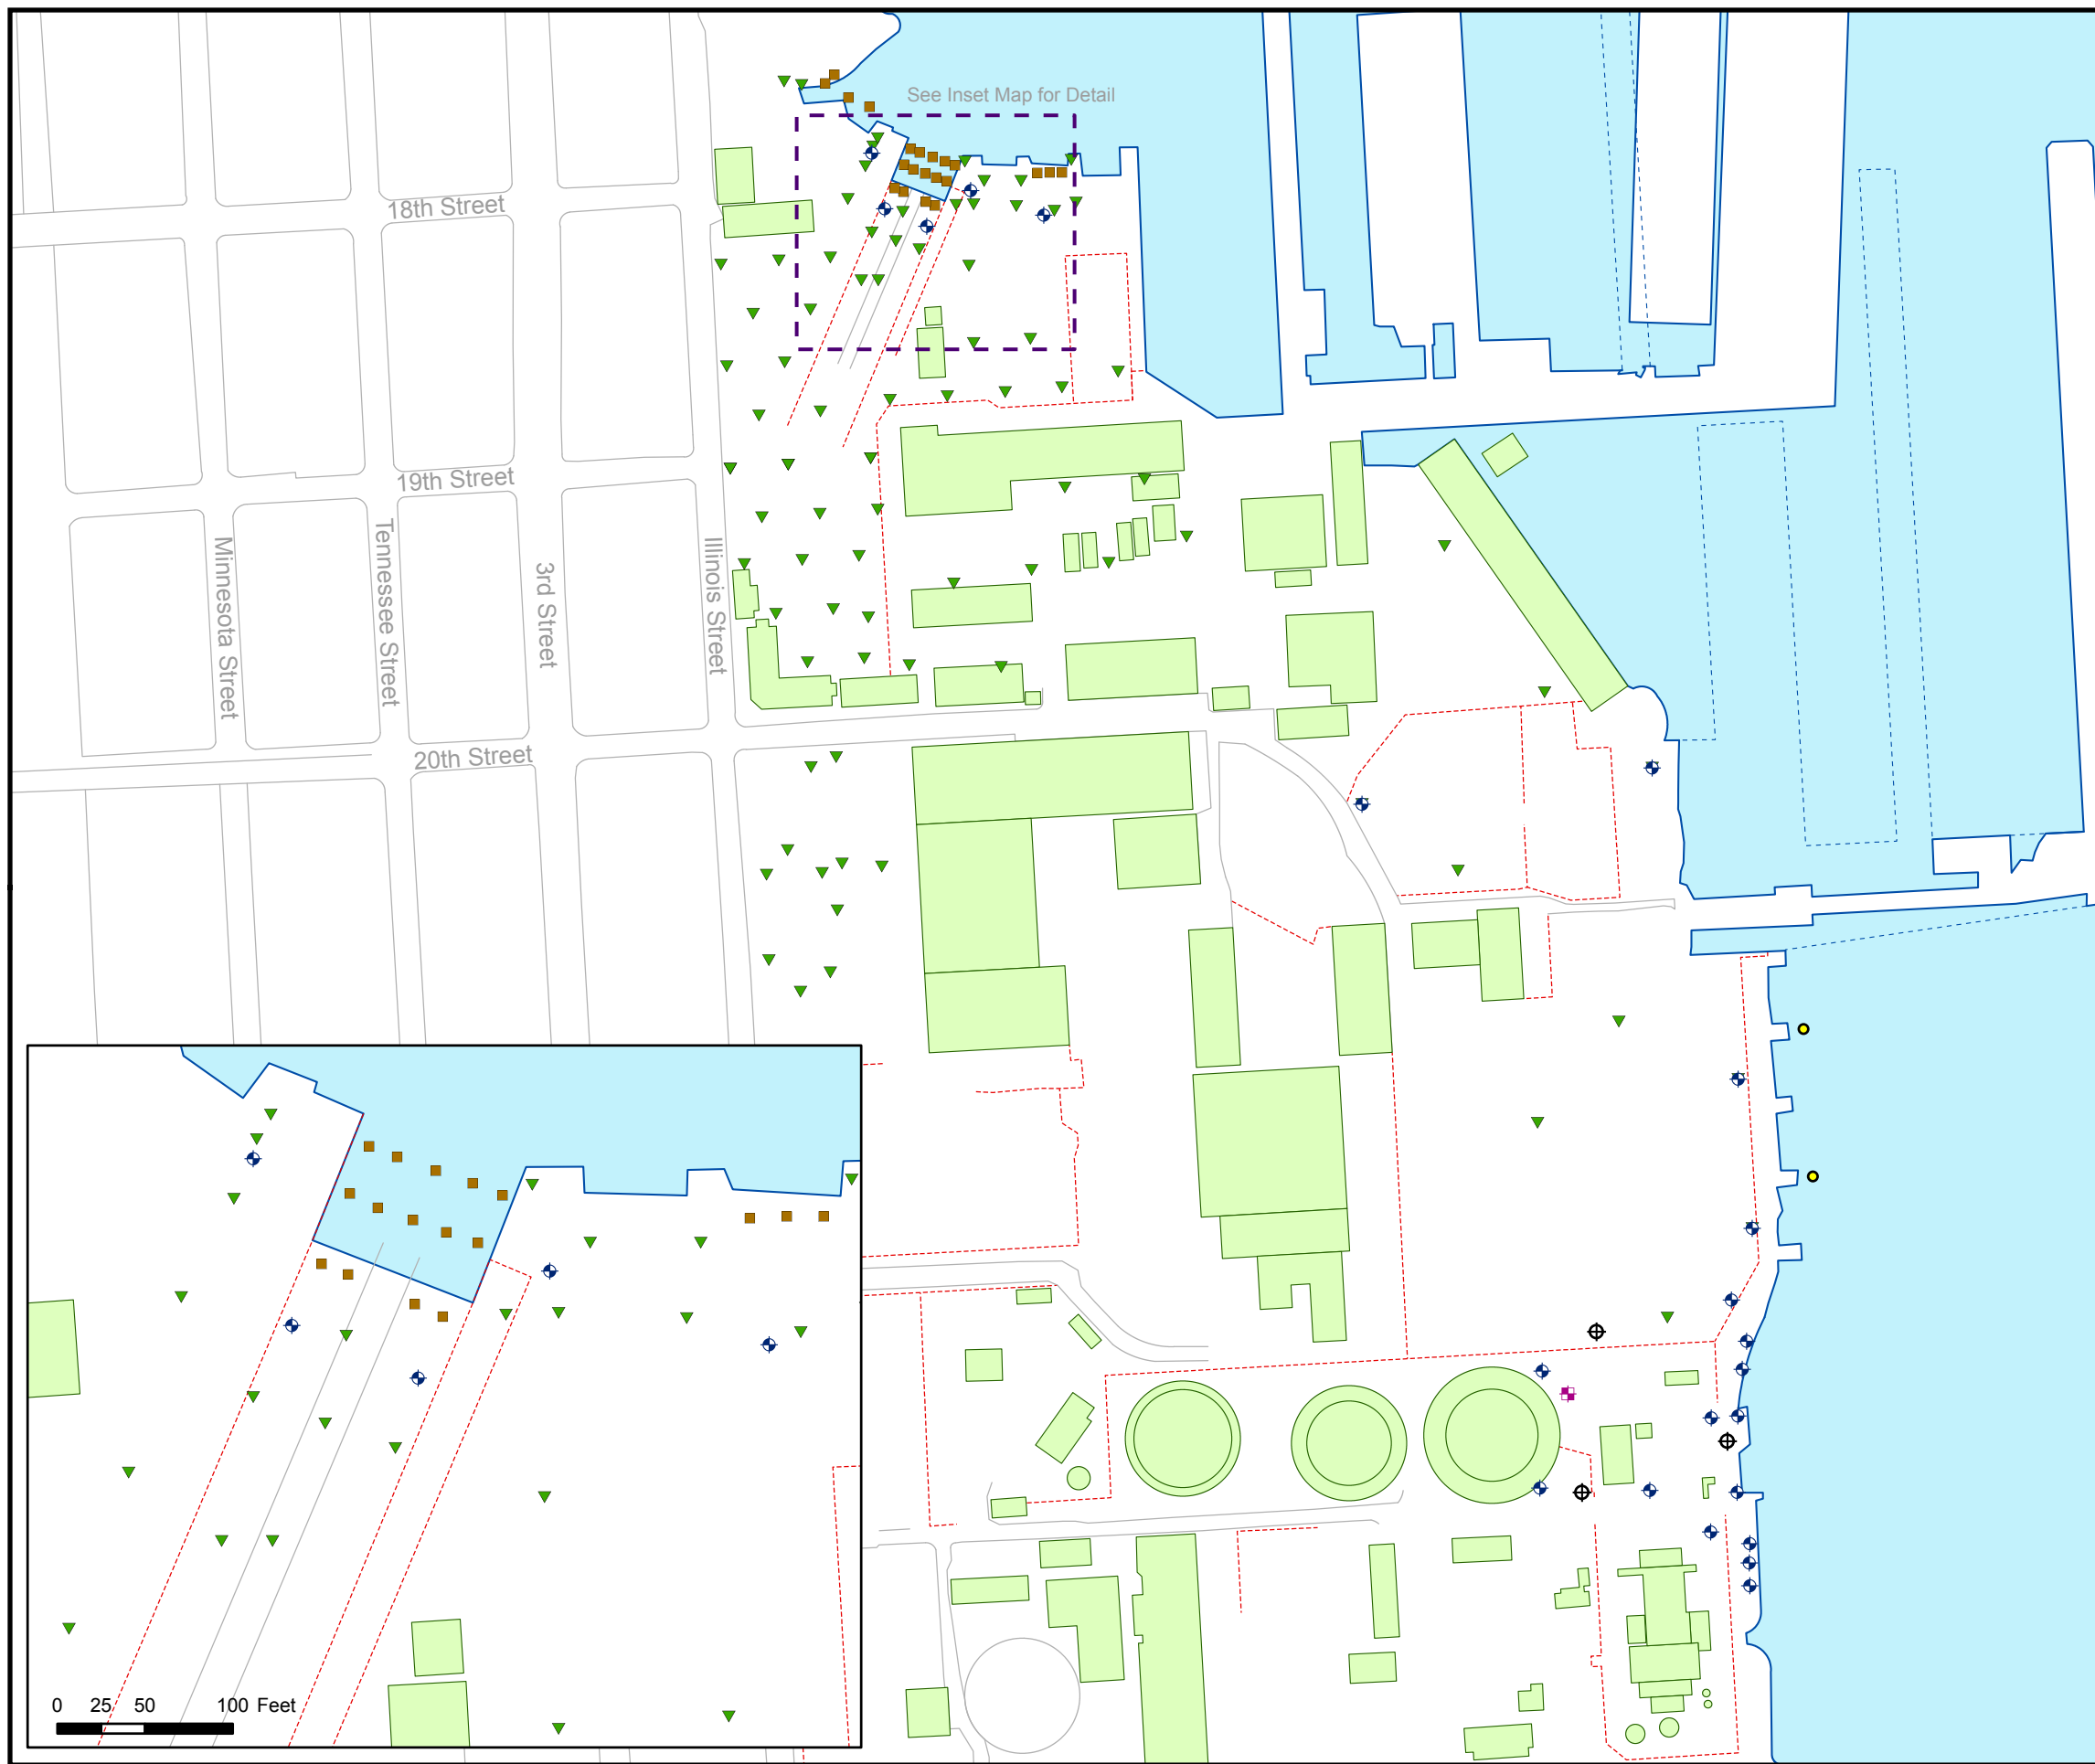 See Inset Map for Detail
18th Street
19th Street
Minnesota Street
Tennessee Street
3rd Street
Illinois Street
20th Street
0 25 50 100 Feet